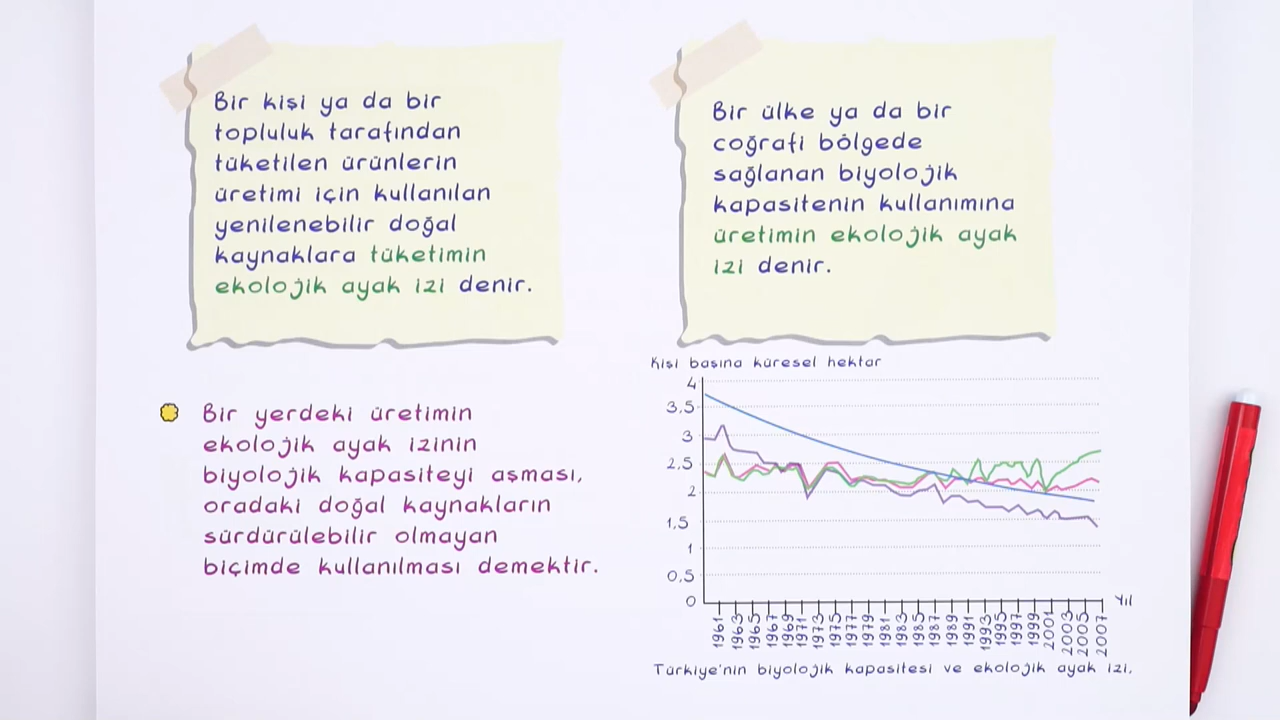 Bir kişi ya da bir
topluluk tarafından
tüketilen ürünlerin
üretimi için kullanılan
yenilenebilir doğal
kaynaklara tüketimin
ekolojik ayak izi denir.
Bir ülke ya da bir
coğrafi bölgede
sağlanan biyolojik
kapasitenin kullanımına
üretimin ekolojik ayak
izi denir.
Bir yerdeki üretimin
ekolojik ayak izinin
biyolojik kapasiteyi aşması,
oradaki doğal kaynakların
sürdürülebilir olmayan
biçimde kullanılması demektir.
Kişi başına küresel hektar
4
3,5
3
2,5
2
1,5
1
0,5
0
Yıl
1961
1963
1965
1967
1969
1971
1973
1975
1977
1979
1981
1983
1985
1987
1989
1991
1993
1995
1997
1999
2001
2003
2005
2007
Türkiye'nin biyolojik kapasitesi ve ekolojik ayak izi.